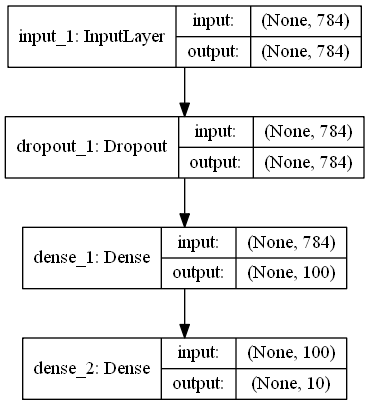 input_1: InputLayer
input: (None, 784)
output: (None, 784)
dropout_1: Dropout
input: (None, 784)
output: (None, 784)
dense_1: Dense
input: (None, 784)
output: (None, 100)
dense_2: Dense
input: (None, 100)
output: (None, 10)